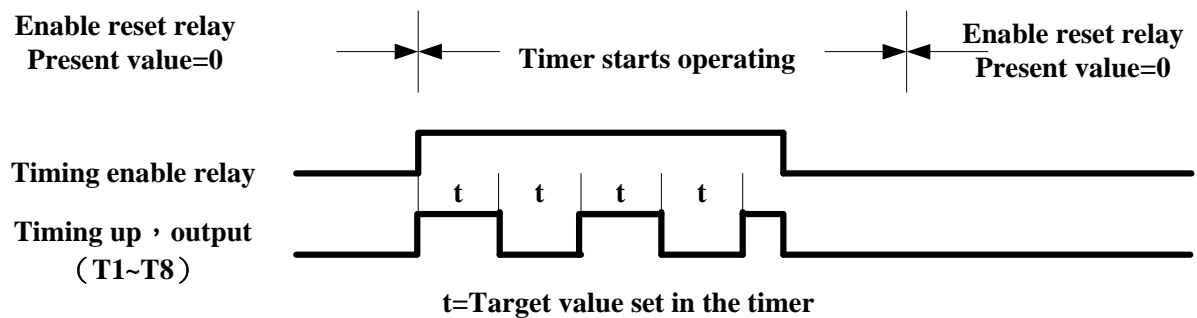 Enable reset relay
Present value=0
Timer starts operating
Enable reset relay
Present value=0
Timing enable relay
t t t t
Timing up，output
（T1~T8）
t=Target value set in the timer